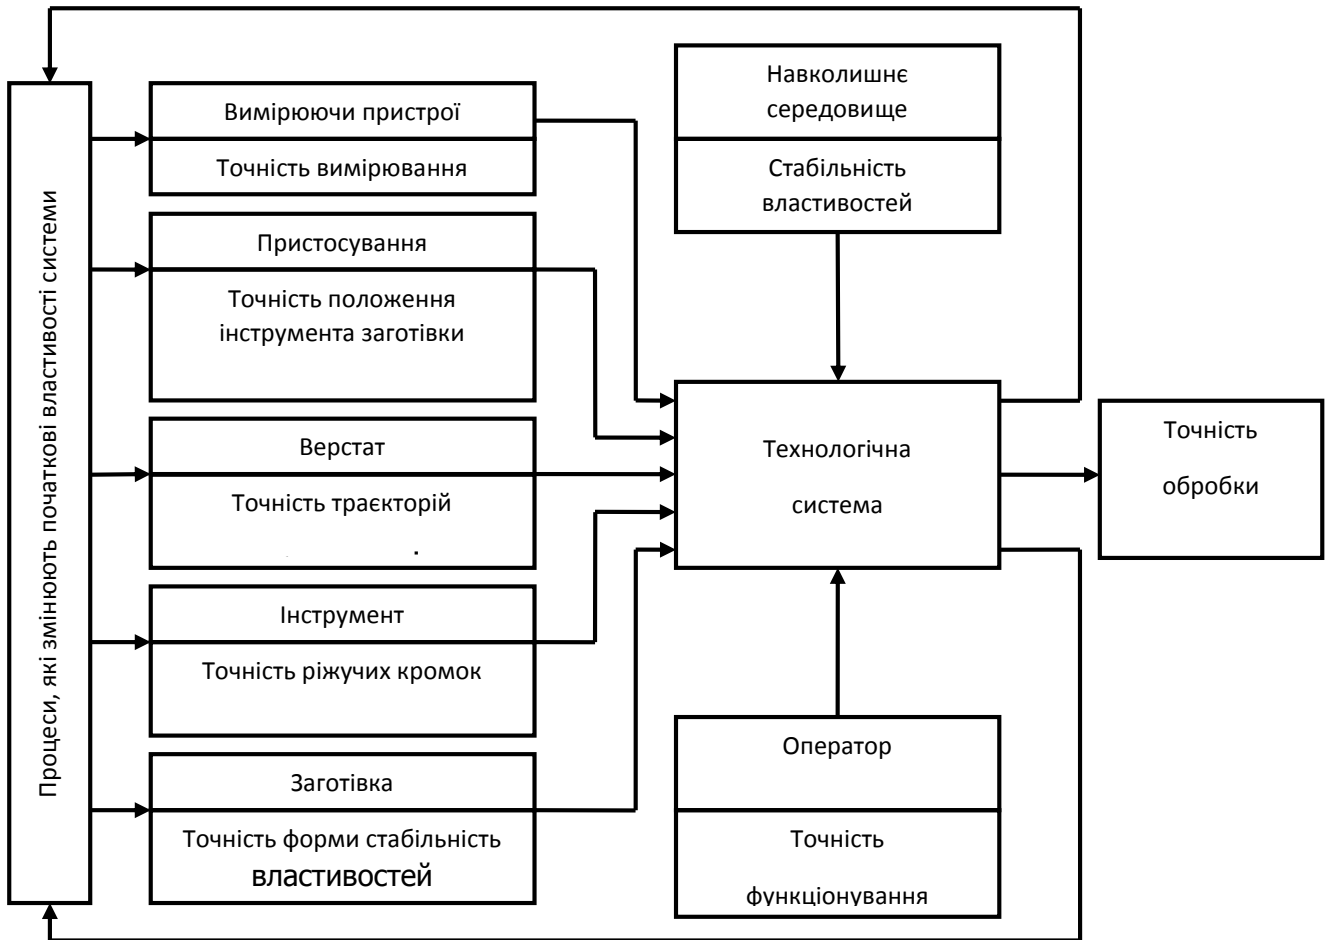 Процеси, які змінюють початкові властивості системи
Вимірюючи пристрої
Точність вимірювання
Пристосування
Точність положення
інструмента заготівки
Верстат
Точність траєкторій
.
Інструмент
Точність ріжучих кромок
Заготівка
Точність форми стабільність
властивостей
Навколишнє
середовище
Стабільність
властивостей
Технологічна
система
Оператор
Точність
функціонування
Точність
обробки